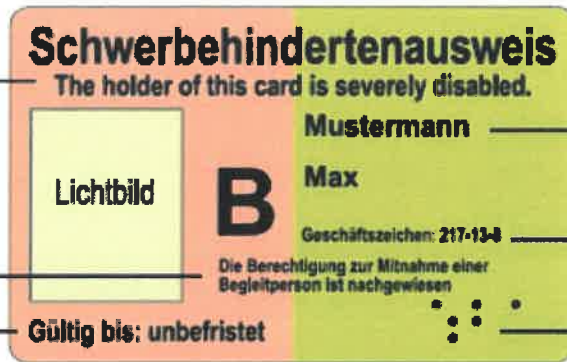 Schwerbehindertenausweis
The holder of this card is severely disabled.
Mustermann
Lichtbild
B
Max
Geschäftszeichen: 217-13-8
Die Berechtigung zur Mitnahme einer
Begleitperson ist nachgewiesen
Gültig bis: unbefristet